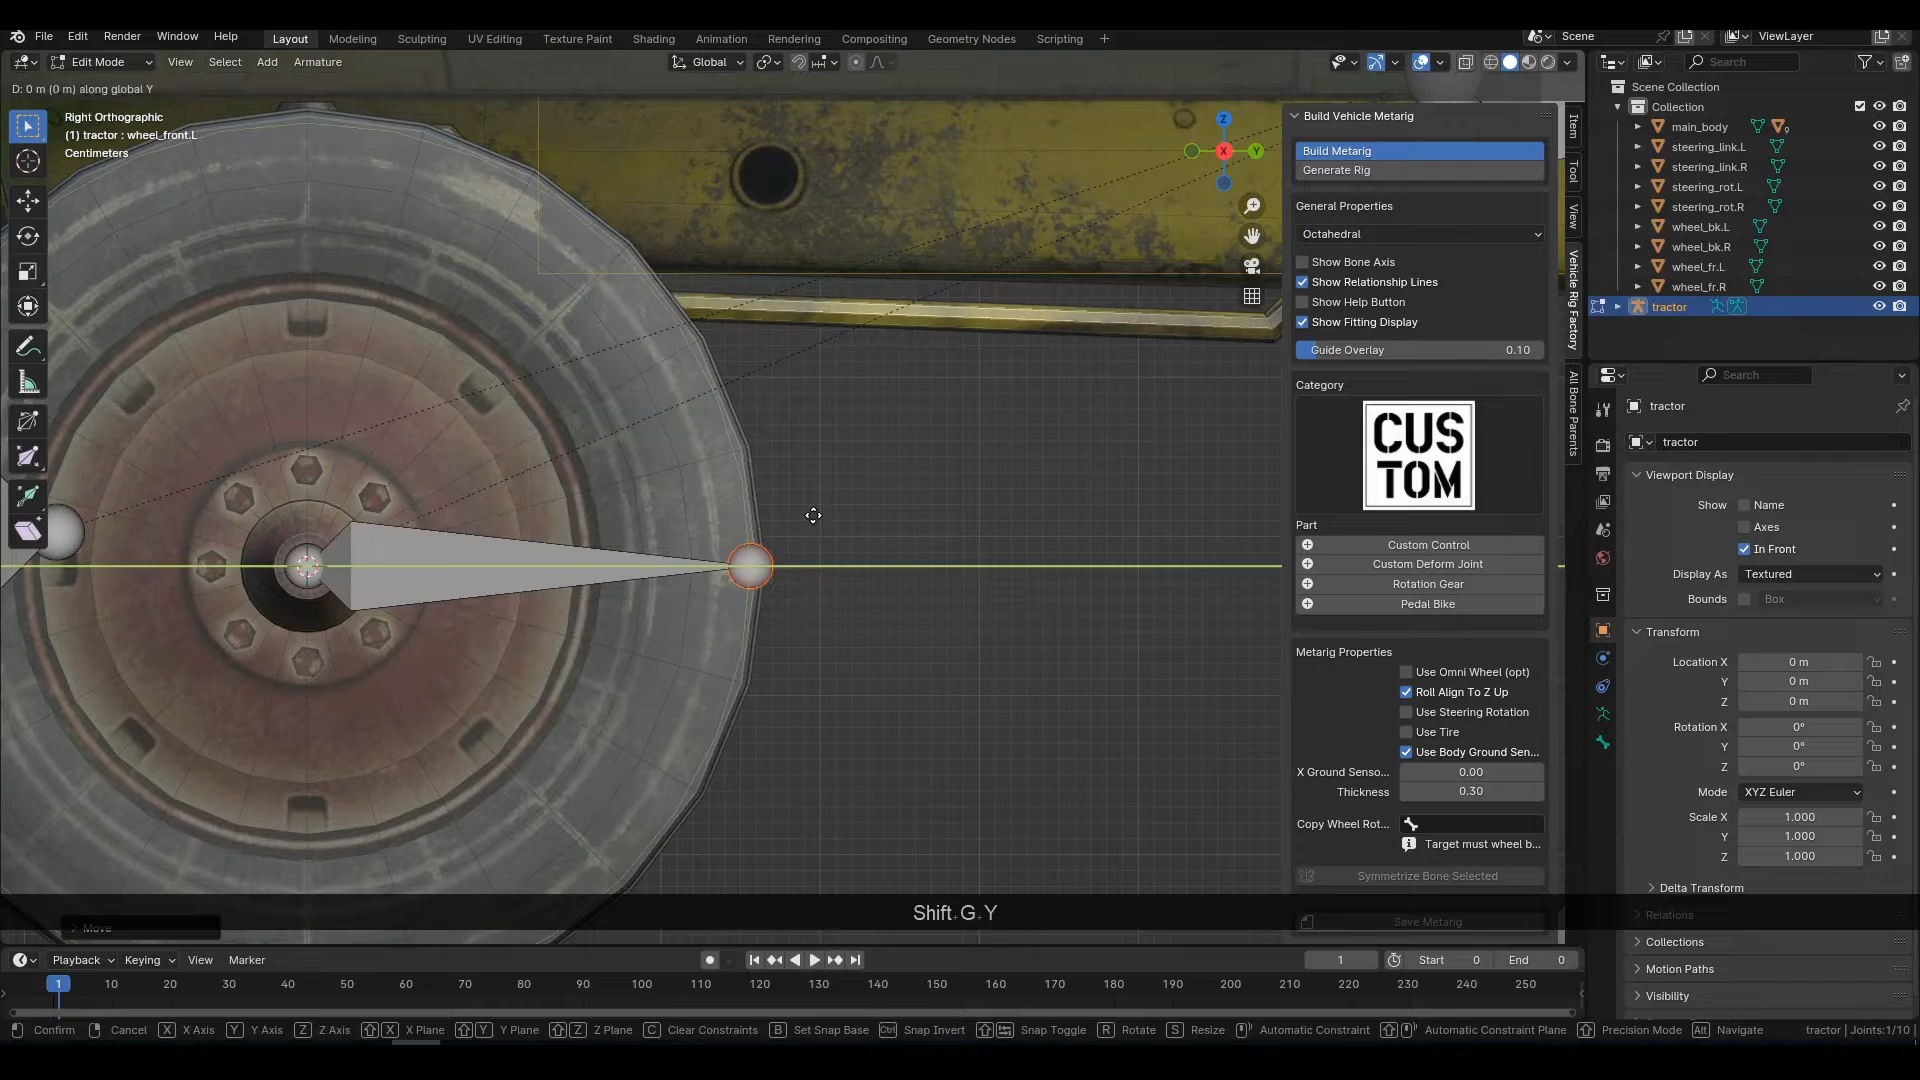 File Edit Render Window Help
Layout Modeling Sculpting UV Editing Texture Paint Shading Animation Rendering Compositing Geometry Nodes Scripting +
Scene ViewLayer
Edit Mode View Select Add Armature
Global
Search
D: 0 m (0 m) along global Y
Right Orthographic
(1) tractor : wheel_front.L
Centimeters
Z
Y
X
Build Vehicle Metarig
Build Metarig
Generate Rig
General Properties
Octahedral
Show Bone Axis
Show Relationship Lines
Show Help Button
Show Fitting Display
Guide Overlay 0.10
Category
CUS
TOM
Part
Custom Control
Custom Deform Joint
Rotation Gear
Pedal Bike
Metarig Properties
Use Omni Wheel (opt)
Roll Align To Z Up
Use Steering Rotation
Use Tire
Use Body Ground Sen...
X Ground Senso... 0.00
Thickness 0.30
Copy Wheel Rot...
Target must wheel b...
Symmetrize Bone Selected
Save Metarig
Item
Tool
View
Vehicle Rig Factory
All Bone Parents
Scene Collection
Collection
main_body 9
steering_link.L
steering_link.R
steering_rot.L
steering_rot.R
wheel_bk.L
wheel_bk.R
wheel_fr.L
wheel_fr.R
tractor
Search
tractor
tractor
Viewport Display
Show Name
Axes
In Front
Display As Textured
Bounds Box
Transform
Location X 0 m
Y 0 m
Z 0 m
Rotation X 0°
Y 0°
Z 0°
Mode XYZ Euler
Scale X 1.000
Y 1.000
Z 1.000
Delta Transform
Relations
Collections
Motion Paths
Visibility
Move
Shift + G + Y
Playback Keying View Marker
1 Start 0 End 0
1 10 20 30 40 50 60 70 80 90 100 110 120 130 140 150 160 170 180 190 200 210 220 230 240 250
Confirm Cancel X X Axis Y Y Axis Z Z Axis X X Plane Y Y Plane Z Z Plane C Clear Constraints B Set Snap Base Ctrl Snap Invert Snap Toggle R Rotate S Resize Automatic Constraint Automatic Constraint Plane Precision Mode Alt Navigate tractor | Joints:1/10